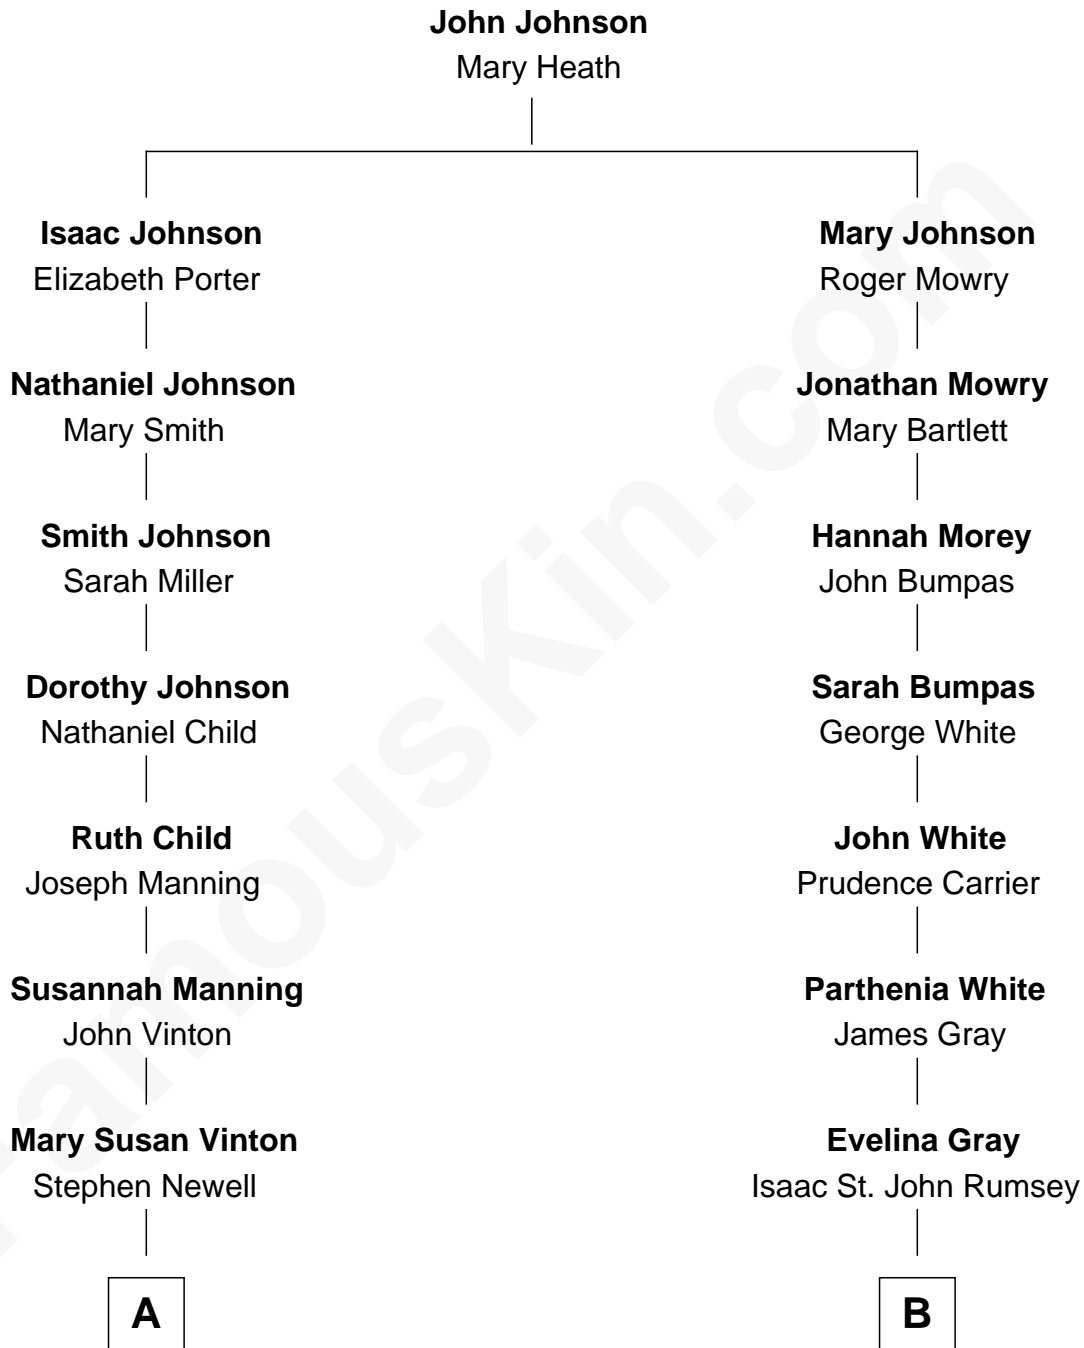 John Johnson
Mary Heath
Isaac Johnson
Elizabeth Porter
Nathaniel Johnson
Mary Smith
Smith Johnson
Sarah Miller
Dorothy Johnson
Nathaniel Child
Ruth Child
Joseph Manning
Susannah Manning
John Vinton
Mary Susan Vinton
Stephen Newell
A
Mary Johnson
Roger Mowry
Jonathan Mowry
Mary Bartlett
Hannah Morey
John Bumpas
Sarah Bumpas
George White
John White
Prudence Carrier
Parthenia White
James Gray
Evelina Gray
Isaac St. John Rumsey
B
FamousKin.com